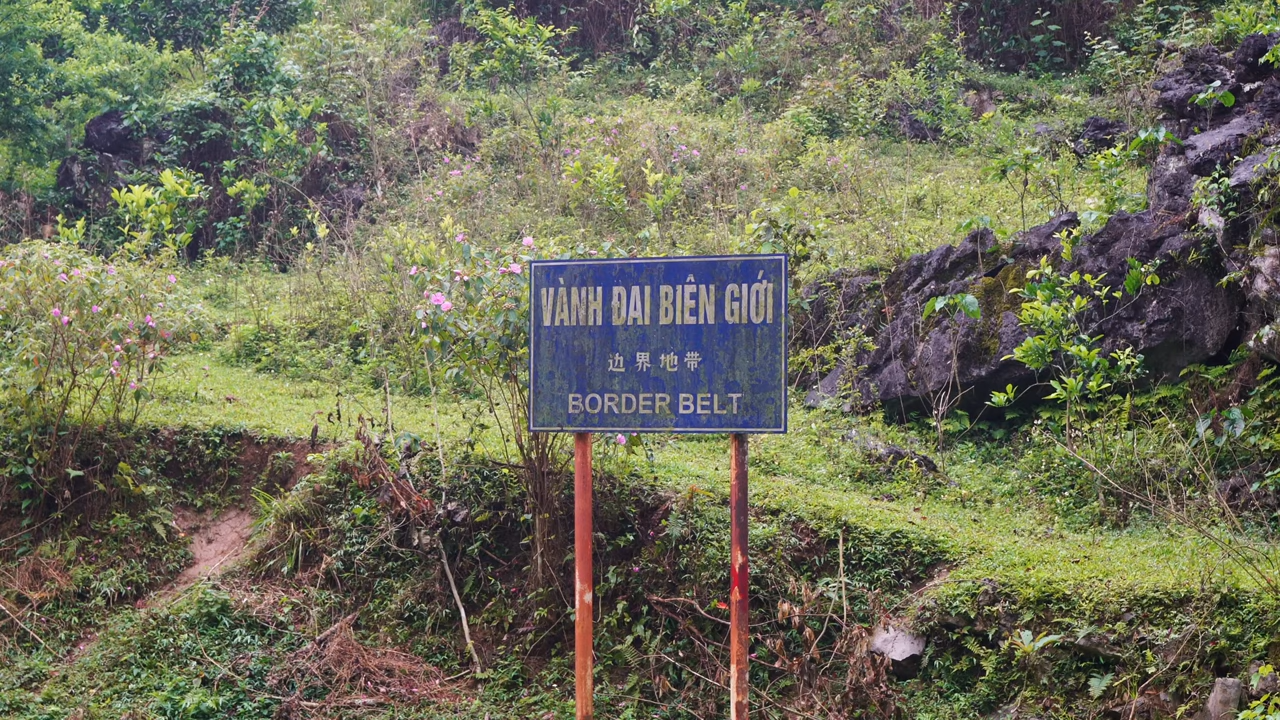 VÀNH ĐAI BIÊN GIỚI
边界地带
BORDER BELT